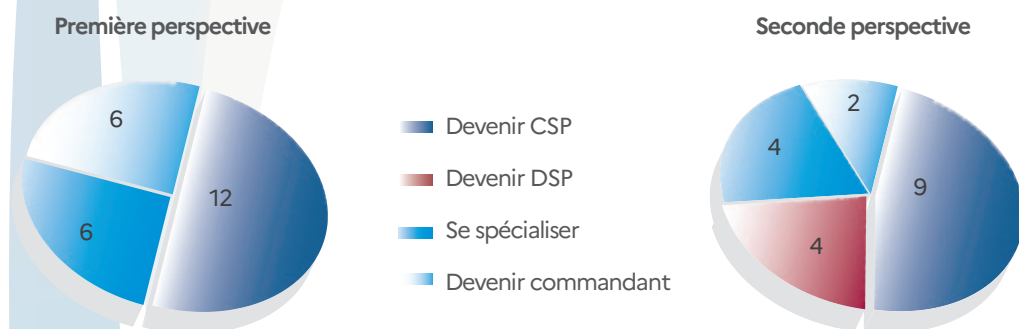 Première perspective
6
12
6
Devenir CSP
Devenir DSP
Se spécialiser
Devenir commandant
Seconde perspective
2
4
9
4